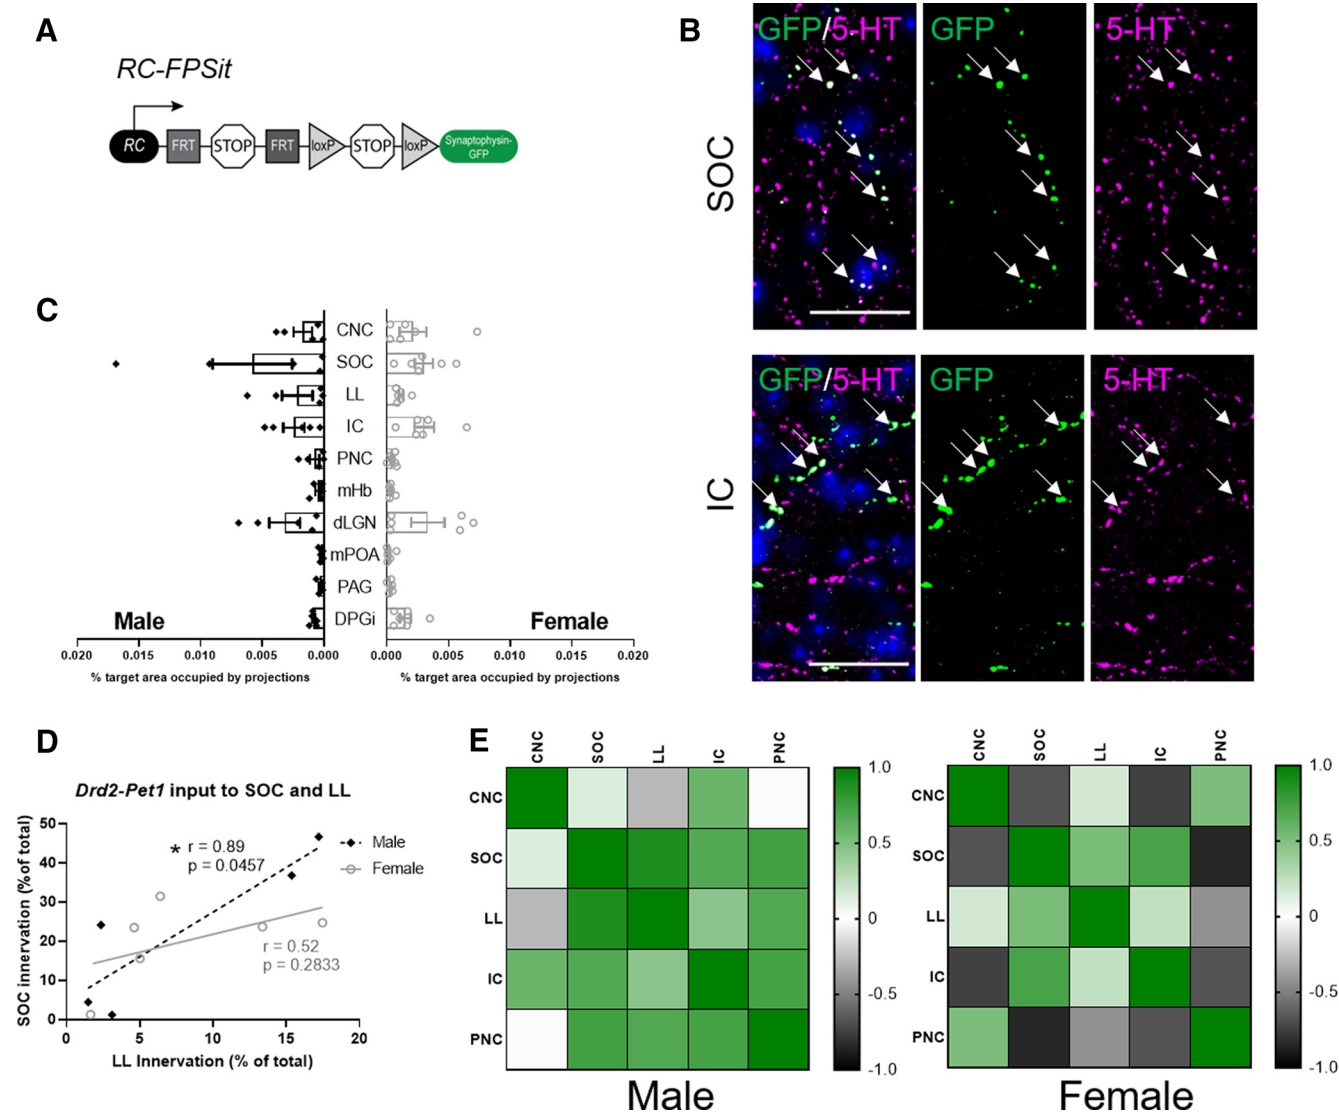 A
RC-FPSit
RC
FRT
STOP
FRT
loxP
STOP
loxP
Synaptophysin-
GFP
B
GFP/5-HT
GFP
5-HT
SOC
GFP/5-HT
GFP
5-HT
IC
C
CNC
SOC
LL
IC
PNC
mHb
dLGN
mPOA
PAG
DPGi
Male
Female
0.020 0.015 0.010 0.005 0.000
0.000 0.005 0.010 0.015 0.020
% target area occupied by projections
% target area occupied by projections
D
Drd2-Pet1 input to SOC and LL
SOC innervation (%of total)
50
40
30
20
10
0
* r = 0.89
p = 0.0457
Male
Female
r = 0.52
p = 0.2833
0 5 10 15 20
LL Innervation (% of total)
E
CNC SOC LL IC PNC
CNC
SOC
LL
IC
PNC
1.0
0.5
0
-0.5
-1.0
Male
CNC SOC LL IC PNC
CNC
SOC
LL
IC
PNC
1.0
0.5
0
-0.5
-1.0
Female